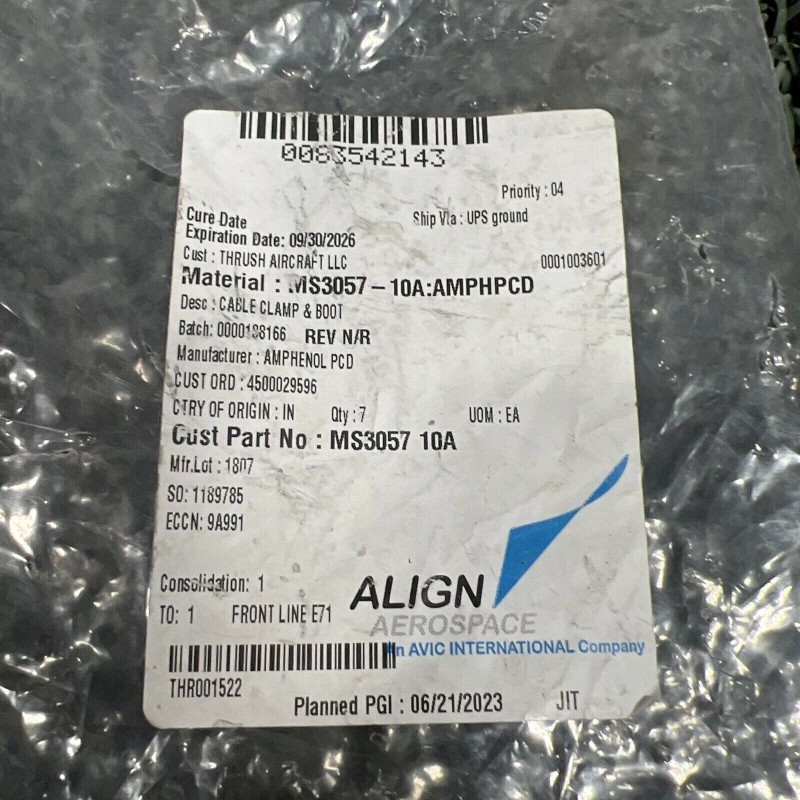 0083542143
Priority : 04
Cure Date
Ship Via : UPS ground
Expiration Date: 09/30/2026
Cust : THRUSH AIRCRAFT LLC
0001003601
Material : MS3057-10A:AMPHPCD
Desc : CABLE CLAMP & BOOT
Batch: 0000188166 REV N/R
Manufacturer : AMPHENOL PCD
CUST ORD : 4500029596
CTRY OF ORIGIN : IN Qty : 7 UOM : EA
Cust Part No : MS3057 10A
Mfr.Lot : 1807
SO: 1189785
ECCN: 9A991
Consolidation: 1
TO: 1 FRONT LINE E71
ALIGN
AEROSPACE
An AVIC INTERNATIONAL Company
THR001522
Planned PGI : 06/21/2023 JIT